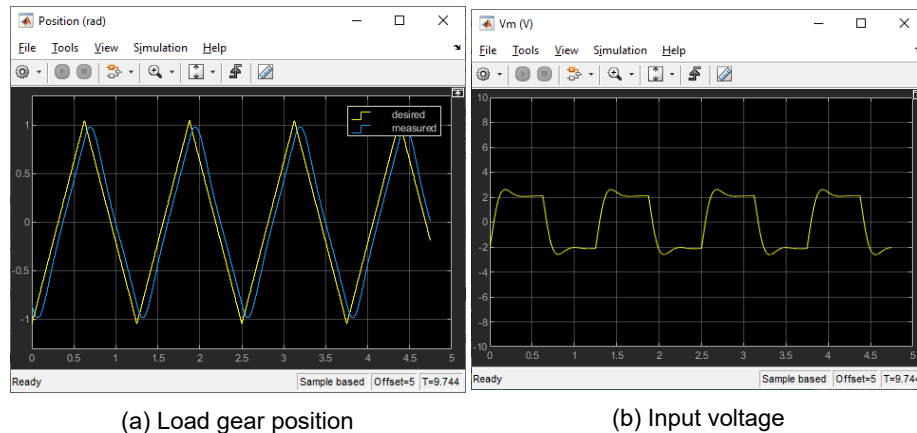 Position (rad)
File Tools View Simulation Help
desired
measured
1
0.5
0
-0.5
-1
0 0.5 1 1.5 2 2.5 3 3.5 4 4.5 5
Ready Sample based Offset=5 T=9.744
(a) Load gear position
Vm (V)
File Tools View Simulation Help
10
8
6
4
2
0
-2
-4
-6
-8
-10
0 0.5 1 1.5 2 2.5 3 3.5 4 4.5 5
Ready Sample based Offset=5 T=9.744
(b) Input voltage